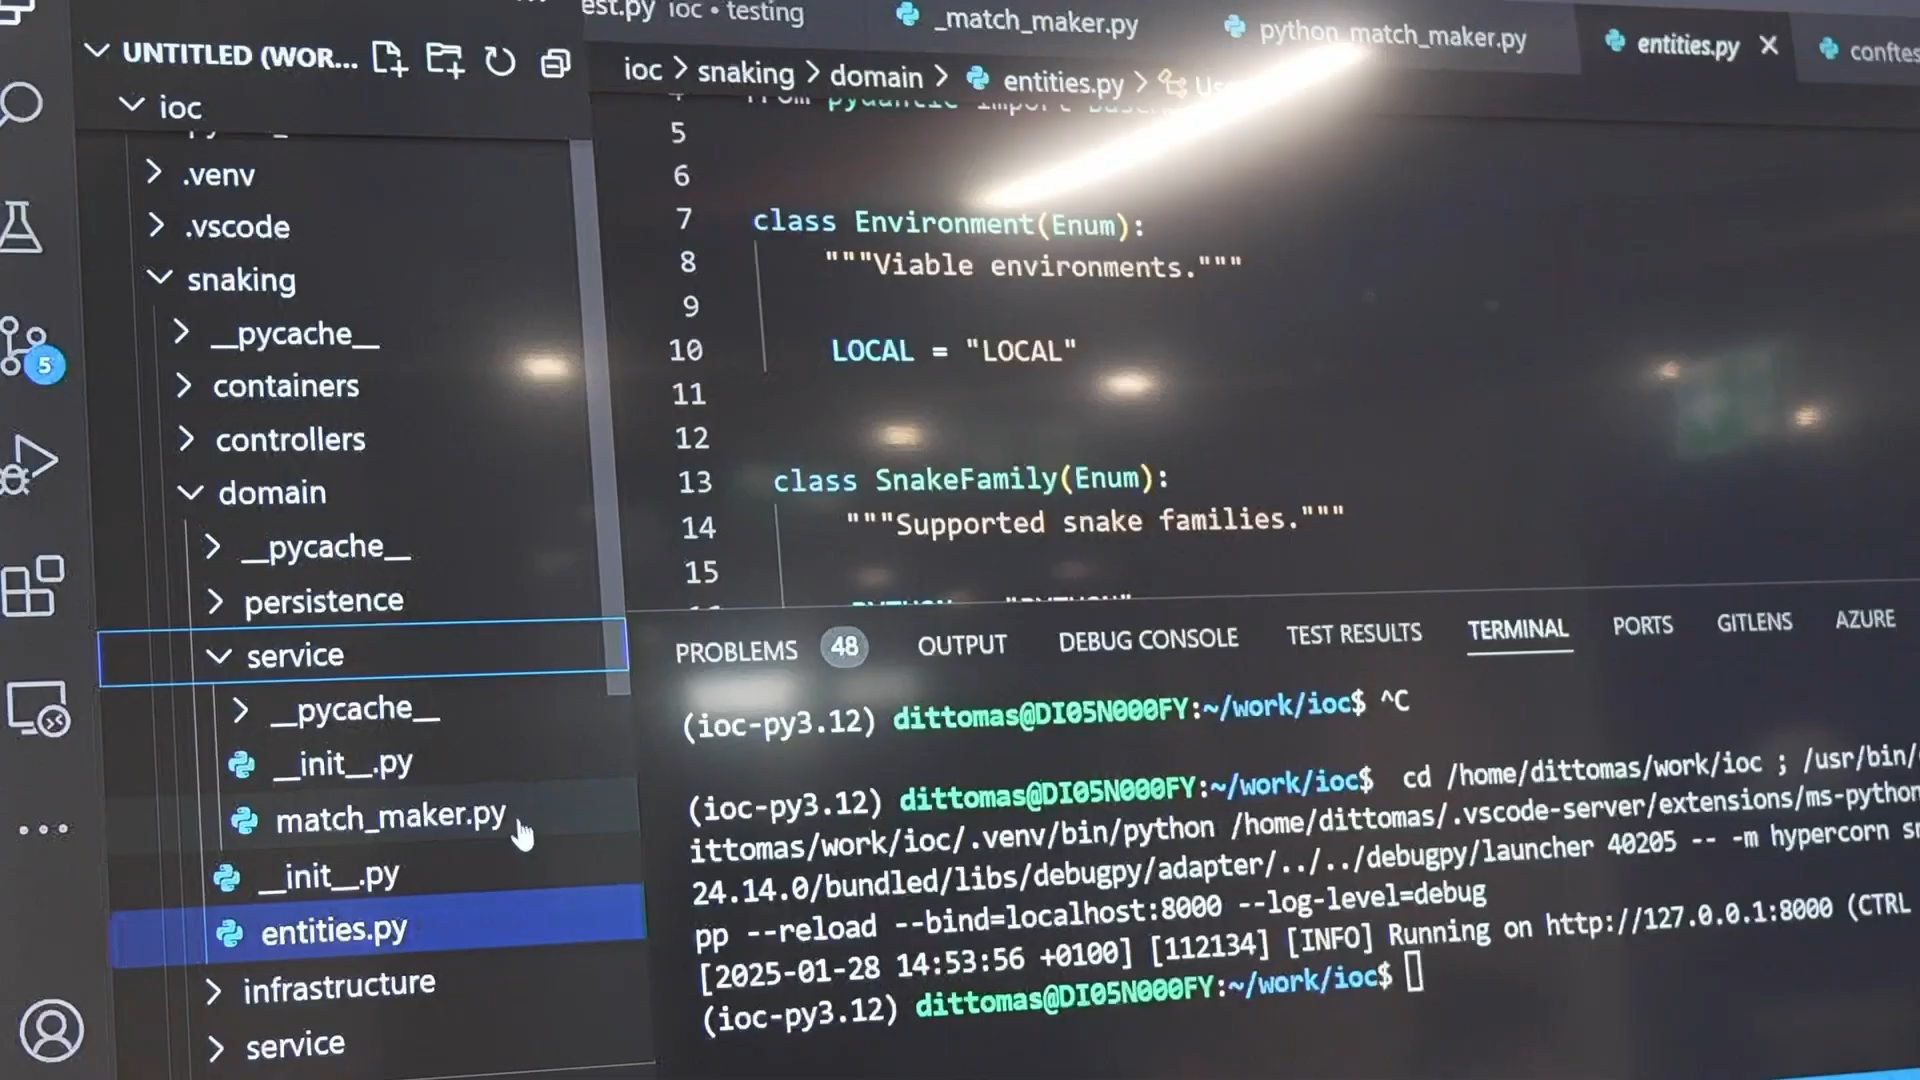 UNTITLED (WOR...
ioc
.venv
.vscode
snaking
__pycache__
containers
controllers
domain
__pycache__
persistence
service
__pycache__
__init__.py
match_maker.py
__init__.py
entities.py
infrastructure
service
5
est.py ioc • testing
_match_maker.py
python_match_maker.py
entities.py
conftes
ioc > snaking > domain > entities.py >
5
6
7 class Environment(Enum):
8 """Viable environments."""
9
10 LOCAL = "LOCAL"
11
12
13 class SnakeFamily(Enum):
14 """Supported snake families."""
15
PROBLEMS 48 OUTPUT DEBUG CONSOLE TEST RESULTS TERMINAL PORTS GITLENS AZURE
(ioc-py3.12) dittomas@DI05N000FY:~/work/ioc$ ^C
(ioc-py3.12) dittomas@DI05N000FY:~/work/ioc$ cd /home/dittomas/work/ioc ; /usr/bin/
ittomas/work/ioc/.venv/bin/python /home/dittomas/.vscode-server/extensions/ms-python
24.14.0/bundled/libs/debugpy/adapter/../../debugpy/launcher 40205 -- -m hypercorn
pp --reload --bind=localhost:8000 --log-level=debug
[2025-01-28 14:53:56 +0100] [112134] [INFO] Running on http://127.0.0.1:8000 (CTRL
(ioc-py3.12) dittomas@DI05N000FY:~/work/ioc$